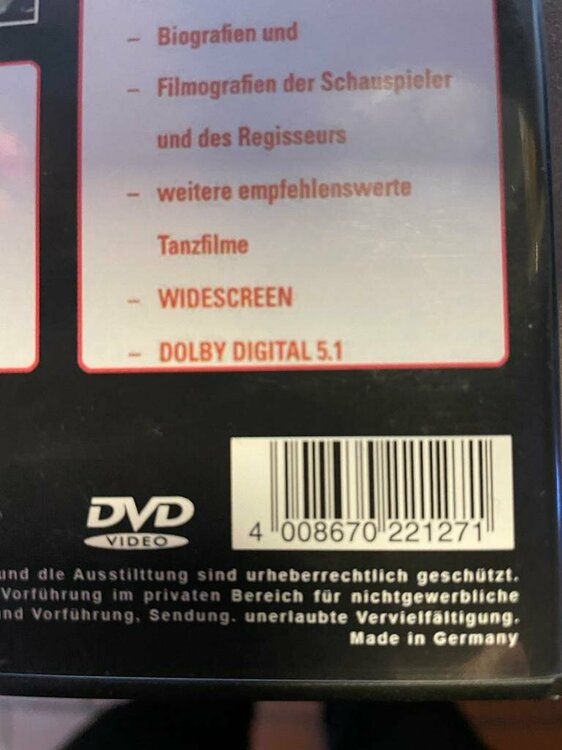 – Biografien und
– Filmografien der Schauspieler
und des Regisseurs
– weitere empfehlenswerte
Tanzfilme
– WIDESCREEN
– DOLBY DIGITAL 5.1
DVD
VIDEO
4 008670 221271
und die Ausstilttung sind urheberrechtlich geschützt.
Vorführung im privaten Bereich für nichtgewerbliche
nd Vorführung, Sendung. unerlaubte Vervielfältigung.
Made in Germany